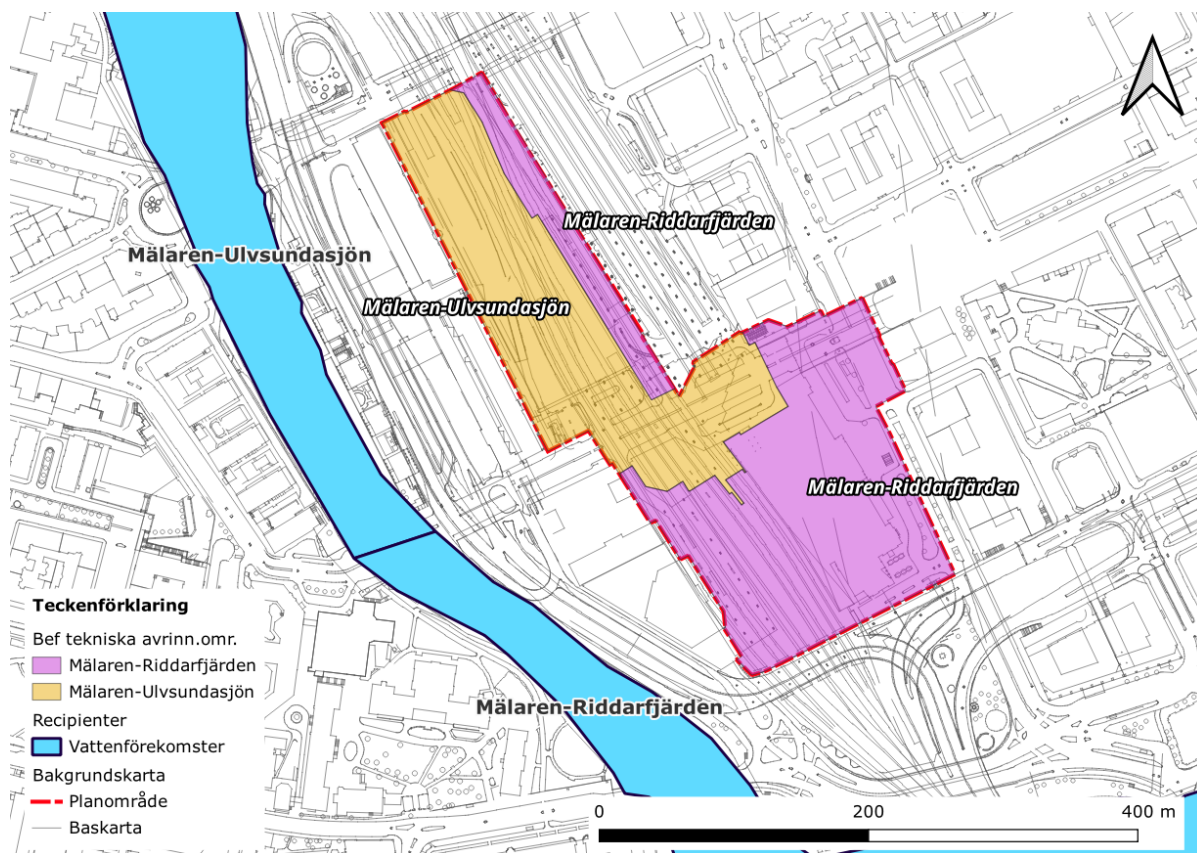 Mälaren-Riddarfjärden
Mälaren-Ulvsundasjön
Mälaren-Ulvsundasjön
Mälaren-Riddarfjärden
Mälaren-Riddarfjärden
Teckenförklaring
Bef tekniska avrinn.omr.
Mälaren-Riddarfjärden
Mälaren-Ulvsundasjön
Recipienter
Vattenförekomster
Bakgrundskarta
Planområde
Baskarta
0 200 400 m